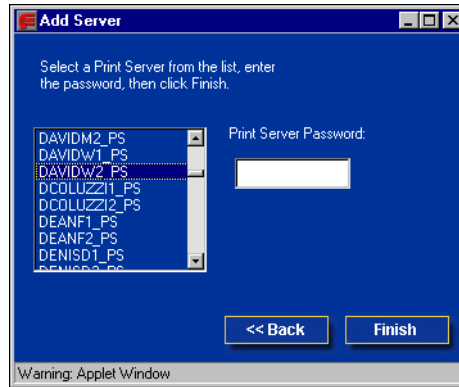 Add Server
Select a Print Server from the list, enter
the password, then click Finish.
Print Server Password:
DAVIDM2_PS
DAVIDW1_PS
DAVIDW2_PS
DCOLUZZI1_PS
DCOLUZZI2_PS
DEANF1_PS
DEANF2_PS
DENISD1_PS
<< Back
Finish
Warning: Applet Window